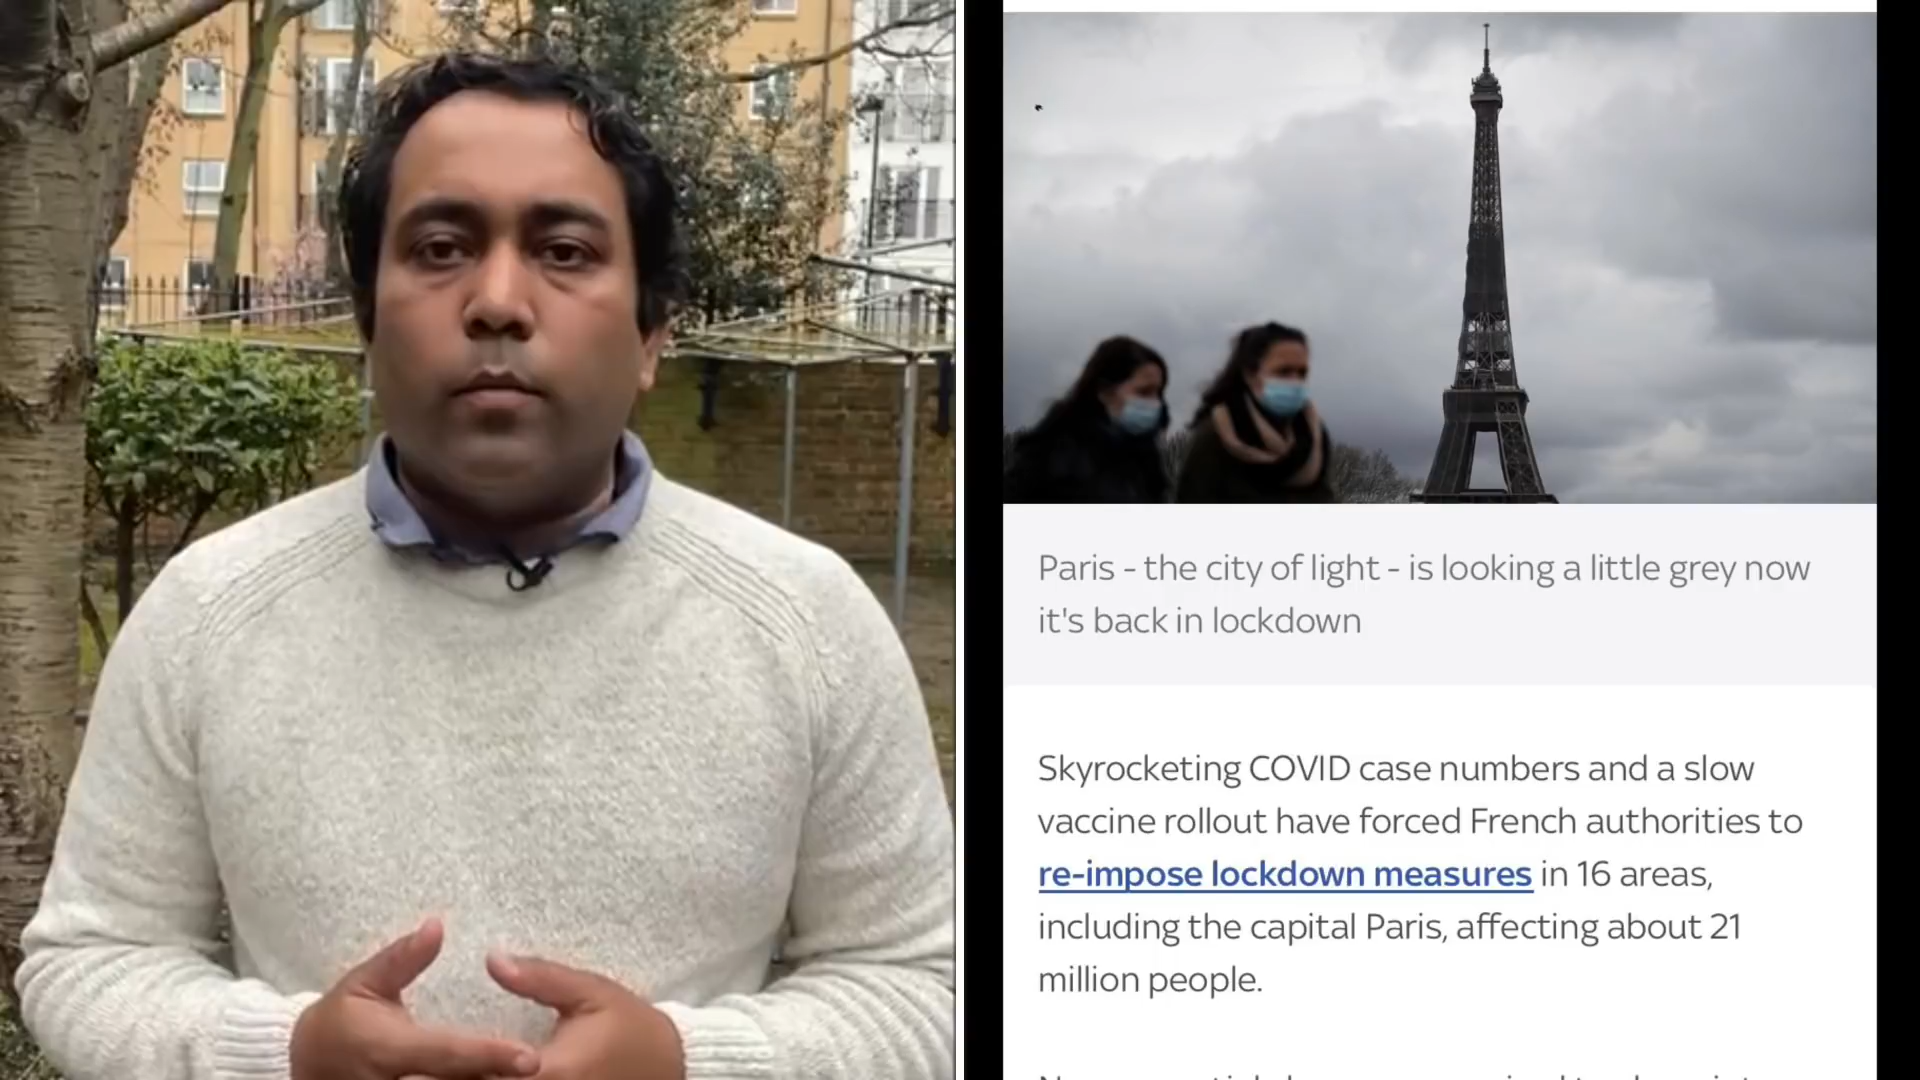 Paris - the city of light - is looking a little grey now
it's back in lockdown
Skyrocketing COVID case numbers and a slow
vaccine rollout have forced French authorities to
re-impose lockdown measures in 16 areas,
including the capital Paris, affecting about 21
million people.